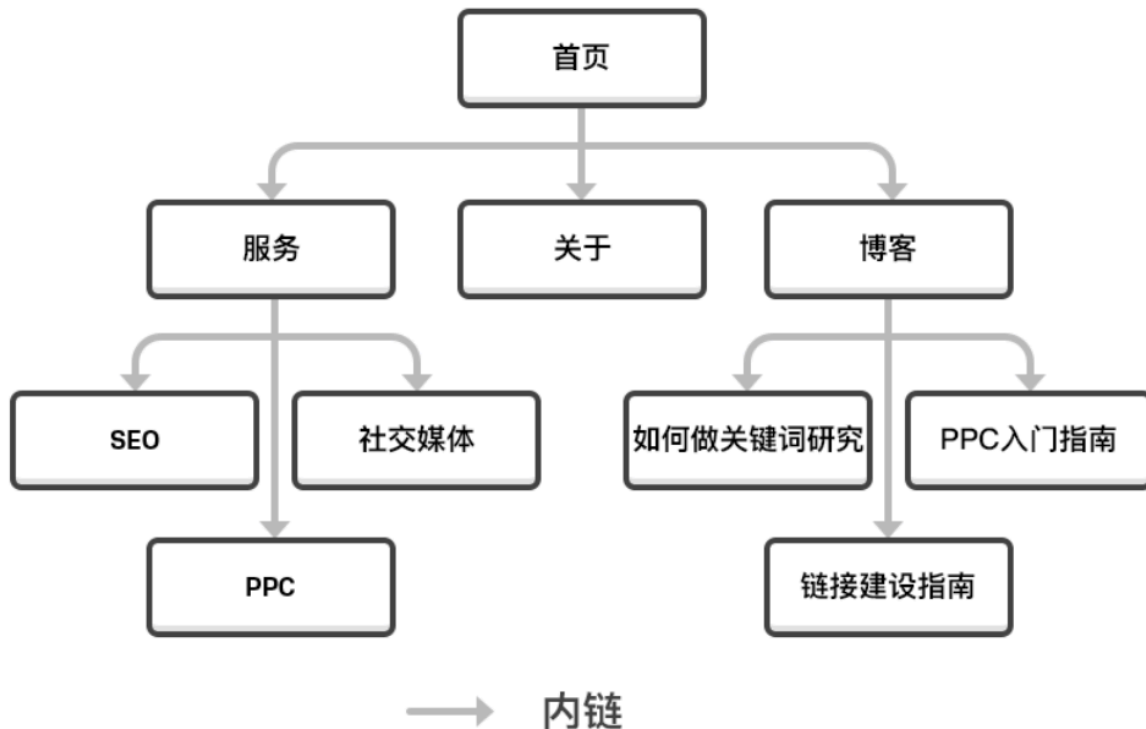 首页
服务
关于
博客
SEO
社交媒体
如何做关键词研究
PPC入门指南
PPC
链接建设指南
内链